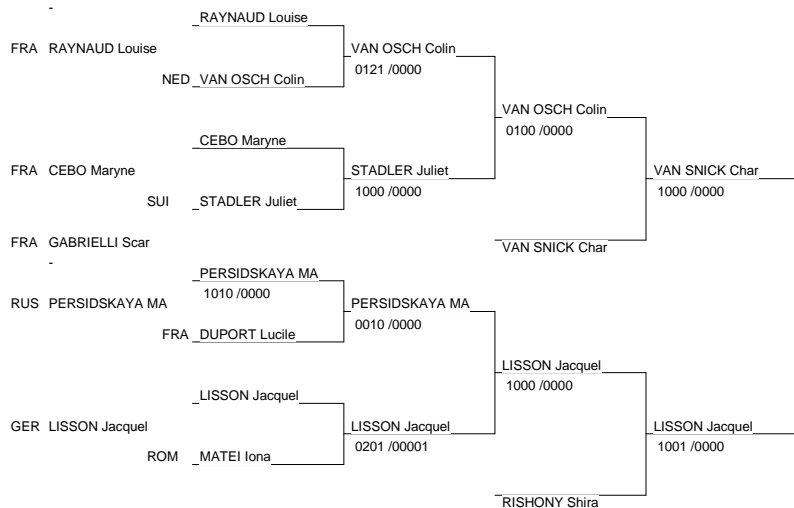 -
RAYNAUD Louise
FRA RAYNAUD Louise
VAN OSCH Colin
0121 /0000
NED VAN OSCH Colin
VAN OSCH Colin
0100 /0000
CEBO Maryne
FRA CEBO Maryne
STADLER Juliet
1000 /0000
VAN SNICK Char
1000 /0000
SUI STADLER Juliet
FRA GABRIELLI Scar
VAN SNICK Char
-
PERSIDSKAYA MA
1010 /0000
RUS PERSIDSKAYA MA
PERSIDSKAYA MA
0010 /0000
FRA DUPORT Lucile
LISSON Jacquel
1000 /0000
LISSON Jacquel
GER LISSON Jacquel
LISSON Jacquel
0201 /00001
LISSON Jacquel
1001 /0000
ROM MATEI Iona
RISHONY Shira